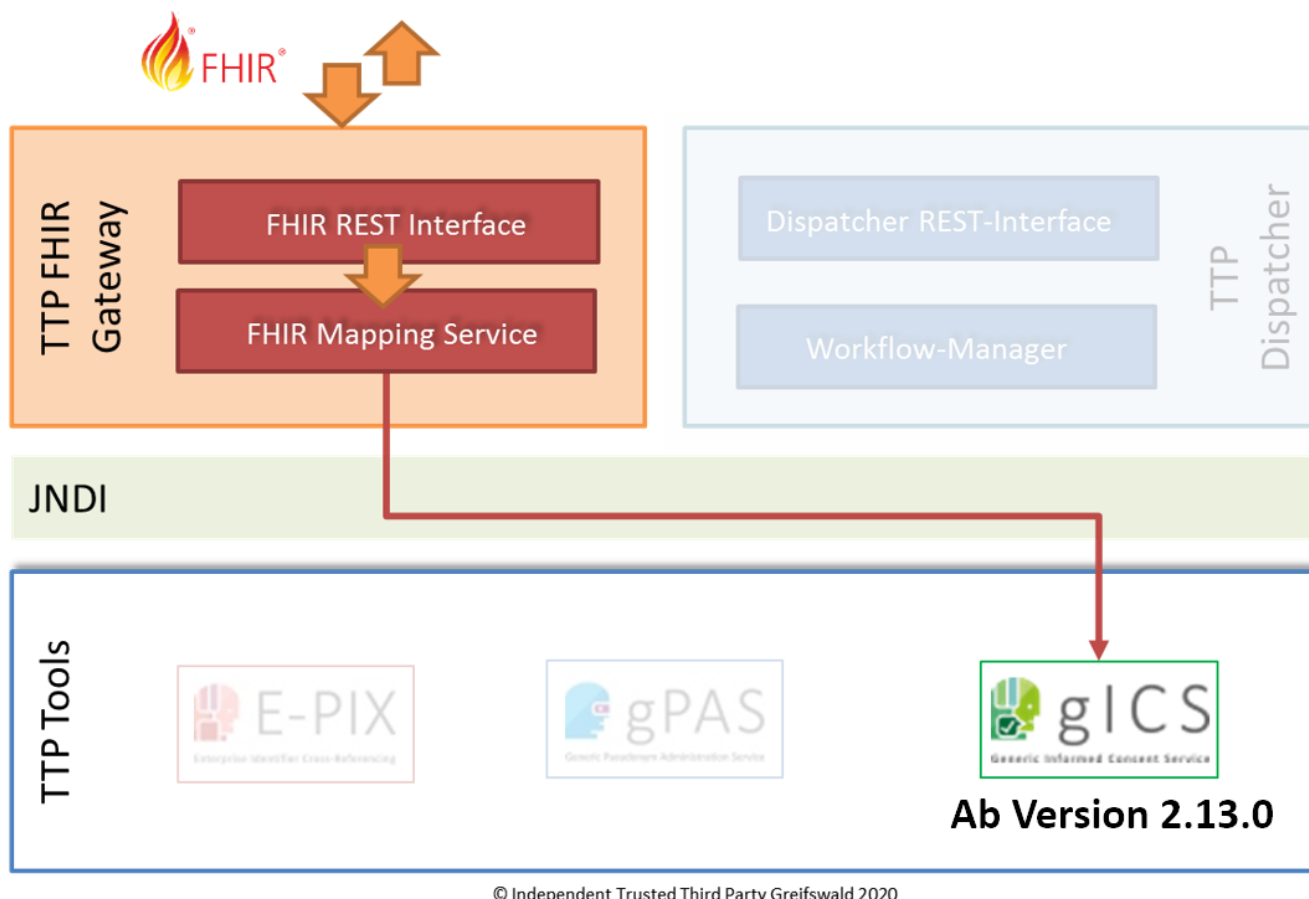 FHIR®
TTP FHIR
Gateway
FHIR REST Interface
FHIR Mapping Service
Dispatcher REST-Interface
Workflow-Manager
TTP
Dispatcher
JNDI
TTP Tools
E-PIX
Enterprise Identifier Cross-Referencing
gPAS
Generic Pseudonym Administration Service
gICS
Generic Informed Consent Service
Ab Version 2.13.0
© Independent Trusted Third Party Greifswald 2020